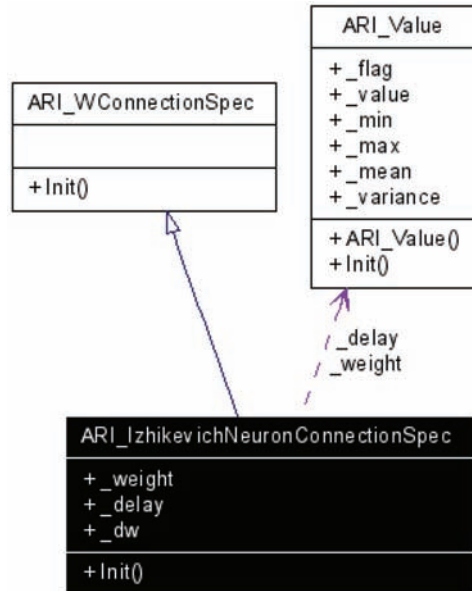 ARI_Value
+ _flag
+ _value
+ _min
+ _max
+ _mean
+ _variance
+ ARI_Value()
+ Init()
ARI_WConnectionSpec
+ Init()
_delay
_weight
ARI_IzhikevichNeuronConnectionSpec
+ _weight
+ _delay
+ _dw
+ Init()